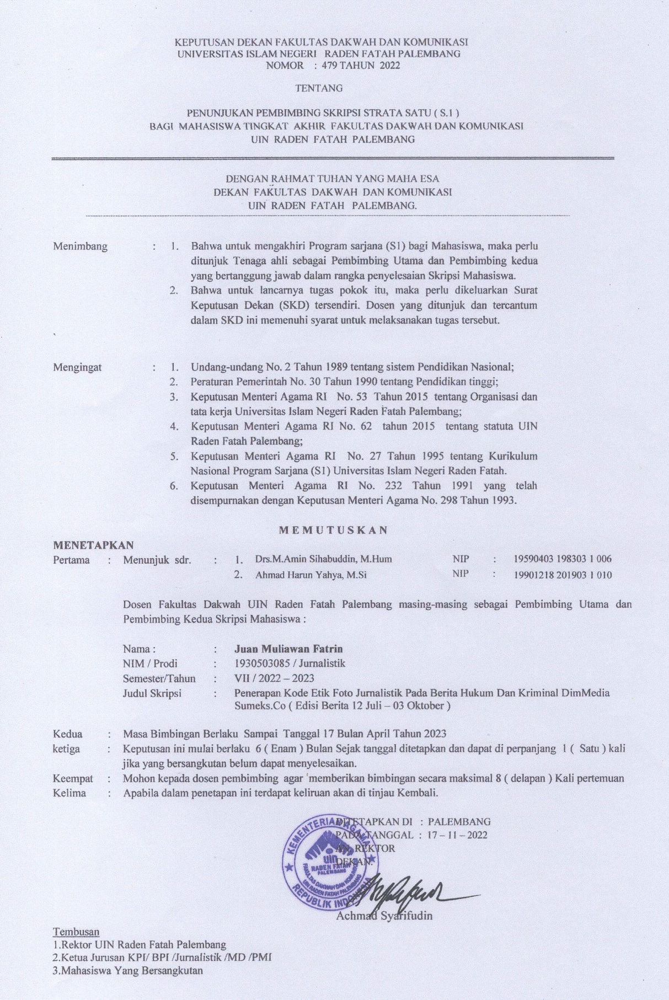 KEPUTUSAN DEKAN FAKULTAS DAKWAH DAN KOMUNIKASI
UNIVERSITAS ISLAM NEGERI RADEN FATAH PALEMBANG
NOMOR : 479 TAHUN 2022
TENTANG
PENUNJUKAN PEMBIMBING SKRIPSI STRATA SATU ( S.1 )
BAGI MAHASISWA TINGKAT AKHIR FAKULTAS DAKWAH DAN KOMUNIKASI
UIN RADEN FATAH PALEMBANG
DENGAN RAHMAT TUHAN YANG MAHA ESA
DEKAN FAKULTAS DAKWAH DAN KOMUNIKASI
UIN RADEN FATAH PALEMBANG.
Menimbang : 1. Bahwa untuk mengakhiri Program sarjana (S1) bagi Mahasiswa, maka perlu
ditunjuk Tenaga ahli sebagai Pembimbing Utama dan Pembimbing kedua
yang bertanggung jawab dalam rangka penyelesaian Skripsi Mahasiswa.
2. Bahwa untuk lancarnya tugas pokok itu, maka perlu dikeluarkan Surat
Keputusan Dekan (SKD) tersendiri. Dosen yang ditunjuk dan tercantum
dalam SKD ini memenuhi syarat untuk melaksanakan tugas tersebut.
Mengingat : 1. Undang-undang No. 2 Tahun 1989 tentang sistem Pendidikan Nasional;
2. Peraturan Pemerintah No. 30 Tahun 1990 tentang Pendidikan tinggi;
3. Keputusan Menteri Agama RI No. 53 Tahun 2015 tentang Organisasi dan
tata kerja Universitas Islam Negeri Raden Fatah Palembang;
4. Keputusan Menteri Agama RI No. 62 tahun 2015 tentang statuta UIN
Raden Fatah Palembang;
5. Keputusan Menteri Agama RI No. 27 Tahun 1995 tentang Kurikulum
Nasional Program Sarjana (S1) Universitas Islam Negeri Raden Fatah.
6. Keputusan Menteri Agama RI No. 232 Tahun 1991 yang telah
disempurnakan dengan Keputusan Menteri Agama No. 298 Tahun 1993.
M E M U T U S K A N
MENETAPKAN
Pertama : Menunjuk sdr. : 1. Drs.M.Amin Sihabuddin, M.Hum NIP : 19590403 198303 1 006
2. Ahmad Harun Yahya, M.Si NIP : 19901218 201903 1 010
Dosen Fakultas Dakwah UIN Raden Fatah Palembang masing-masing sebagai Pembimbing Utama dan
Pembimbing Kedua Skripsi Mahasiswa :
Nama : : Juan Muliawan Fatrin
NIM / Prodi : 1930503085 / Jurnalistik
Semester/Tahun : VII / 2022 – 2023
Judul Skripsi : Penerapan Kode Etik Foto Jurnalistik Pada Berita Hukum Dan Kriminal DimMedia
Sumeks.Co ( Edisi Berita 12 Juli – 03 Oktober )
Kedua : Masa Bimbingan Berlaku Sampai Tanggal 17 Bulan April Tahun 2023
ketiga : Keputusan ini mulai berlaku 6 ( Enam ) Bulan Sejak tanggal ditetapkan dan dapat di perpanjang 1 ( Satu ) kali
jika yang bersangkutan belum dapat menyelesaikan.
Keempat : Mohon kepada dosen pembimbing agar memberikan bimbingan secara maksimal 8 ( delapan ) Kali pertemuan
Kelima : Apabila dalam penetapan ini terdapat keliruan akan di tinjau Kembali.
DITETAPKAN DI : PALEMBANG
PADA TANGGAL : 17 – 11 – 2022
AN. REKTOR
DEKAN.
KEMENTERIAN AGAMA
uin
RADEN FATAH
PALEMBANG
FAKULTAS DAKWAH DAN KOMUNIKASI
UIN RADEN FATAH PALEMBANG
REPUBLIK INDONESIA
Achmad Syarifudin
Tembusan
1.Rektor UIN Raden Fatah Palembang
2.Ketua Jurusan KPI/ BPI /Jurnalistik /MD /PMI
3.Mahasiswa Yang Bersangkutan